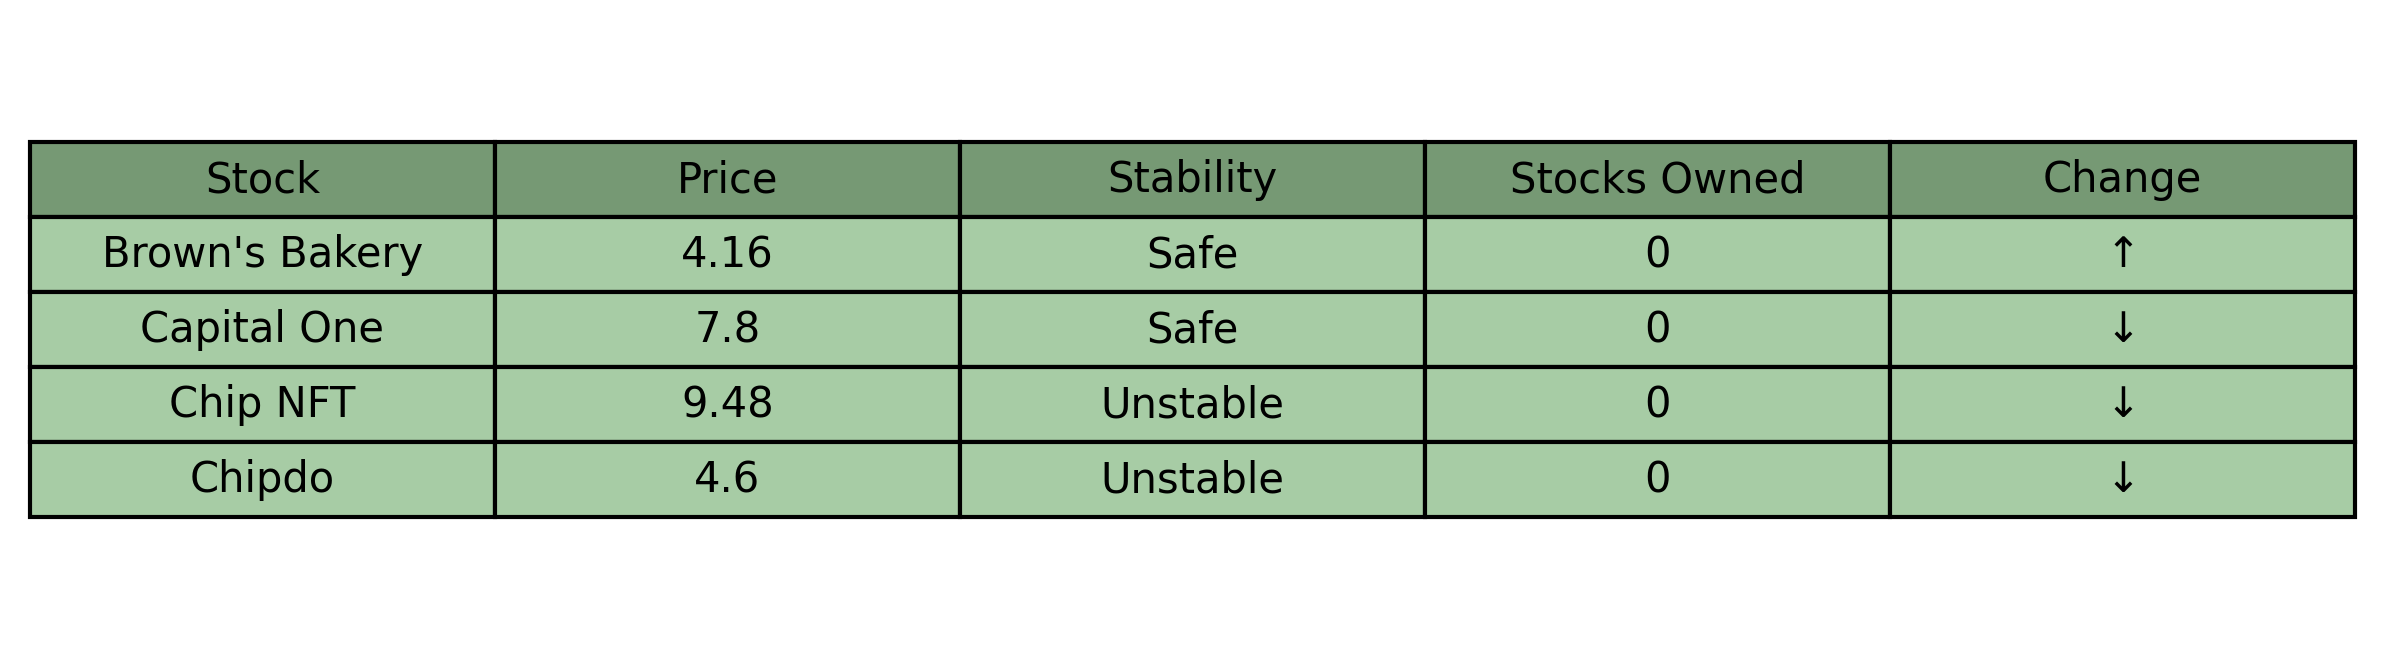 Stock Price Stability Stocks Owned Change
Brown's Bakery 4.16 Safe 0 ↑
Capital One 7.8 Safe 0 ↓
Chip NFT 9.48 Unstable 0 ↓
Chipdo 4.6 Unstable 0 ↓